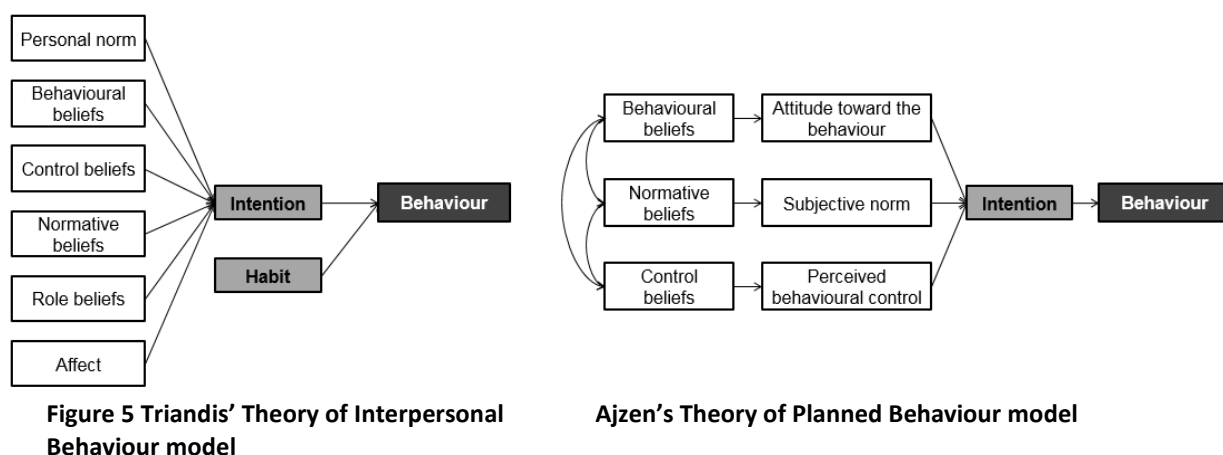 Personal norm
Behavioural
beliefs
Control beliefs
Normative
beliefs
Role beliefs
Affect
Intention
Habit
Behaviour
Figure 5 Triandis’ Theory of Interpersonal
Behaviour model
Behavioural
beliefs
Attitude toward the
behaviour
Normative
beliefs
Subjective norm
Control
beliefs
Perceived
behavioural control
Intention
Behaviour
Ajzen’s Theory of Planned Behaviour model